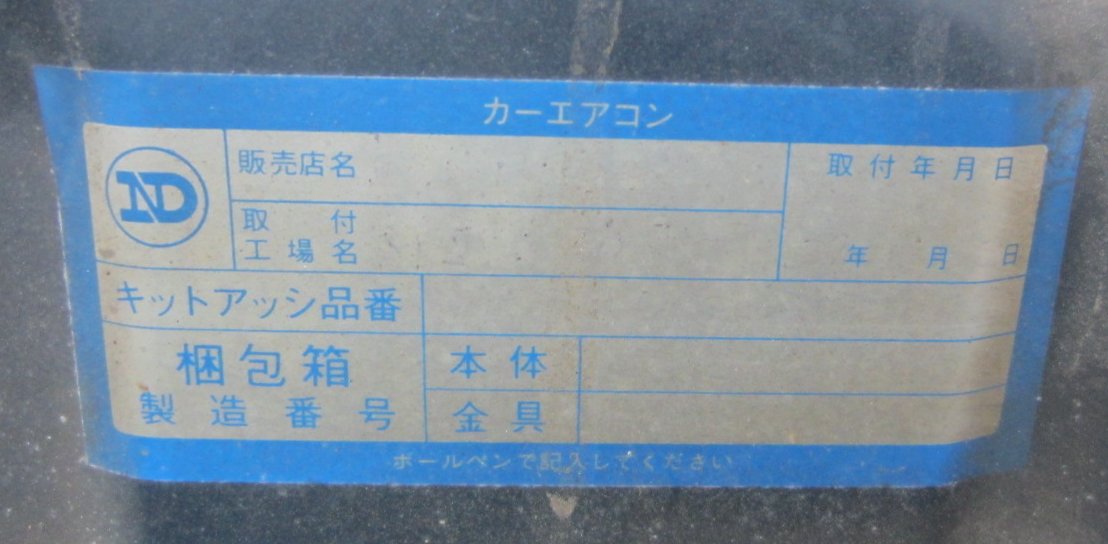 カーエアコン
ND
販売店名
取付年月日
取付
工場名
年 月 日
キットアッシ品番
梱包箱
製造番号
本体
金具
ボールペンで記入してください